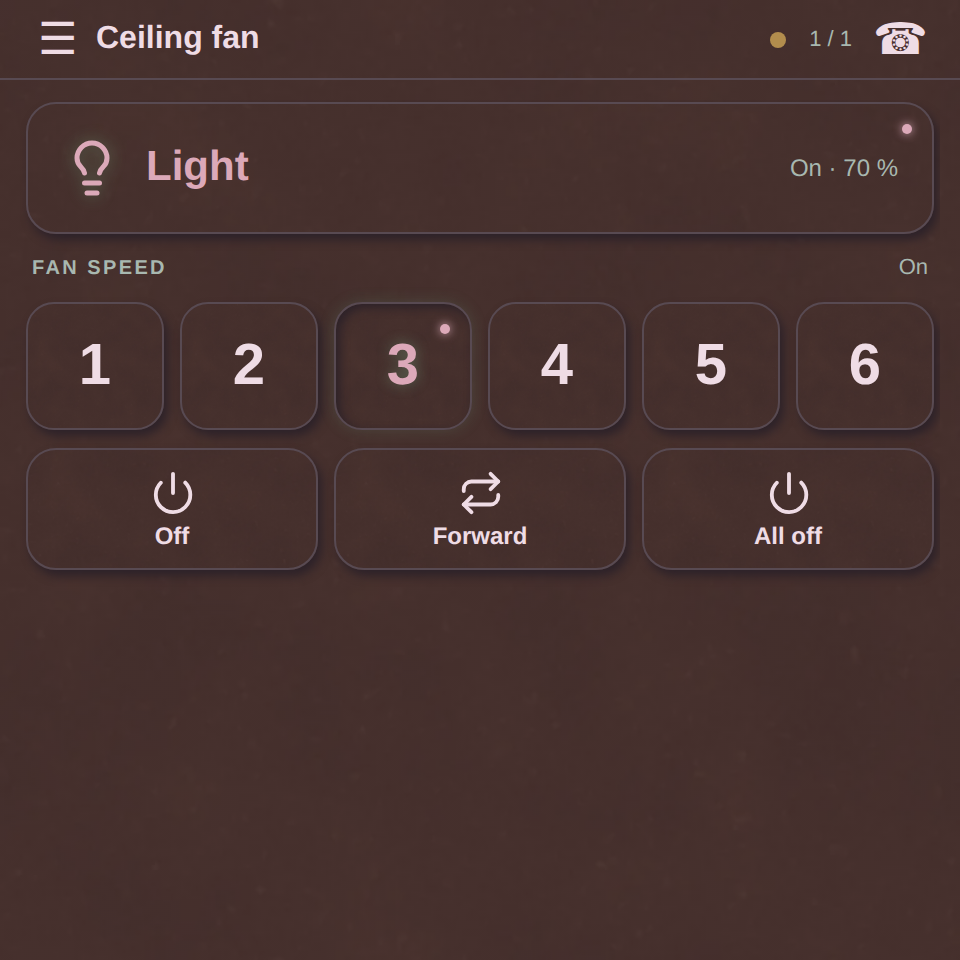 Ceiling fan
1 / 1
Light
On · 70 %
FAN SPEED
On
1 2 3 4 5 6
Off Forward All off